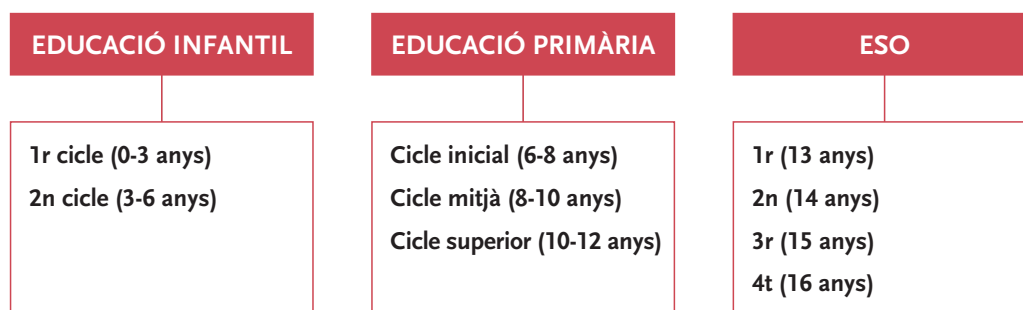 EDUCACIÓ INFANTIL
1r cicle (0-3 anys)
2n cicle (3-6 anys)
EDUCACIÓ PRIMÀRIA
Cicle inicial (6-8 anys)
Cicle mitjà (8-10 anys)
Cicle superior (10-12 anys)
ESO
1r (13 anys)
2n (14 anys)
3r (15 anys)
4t (16 anys)